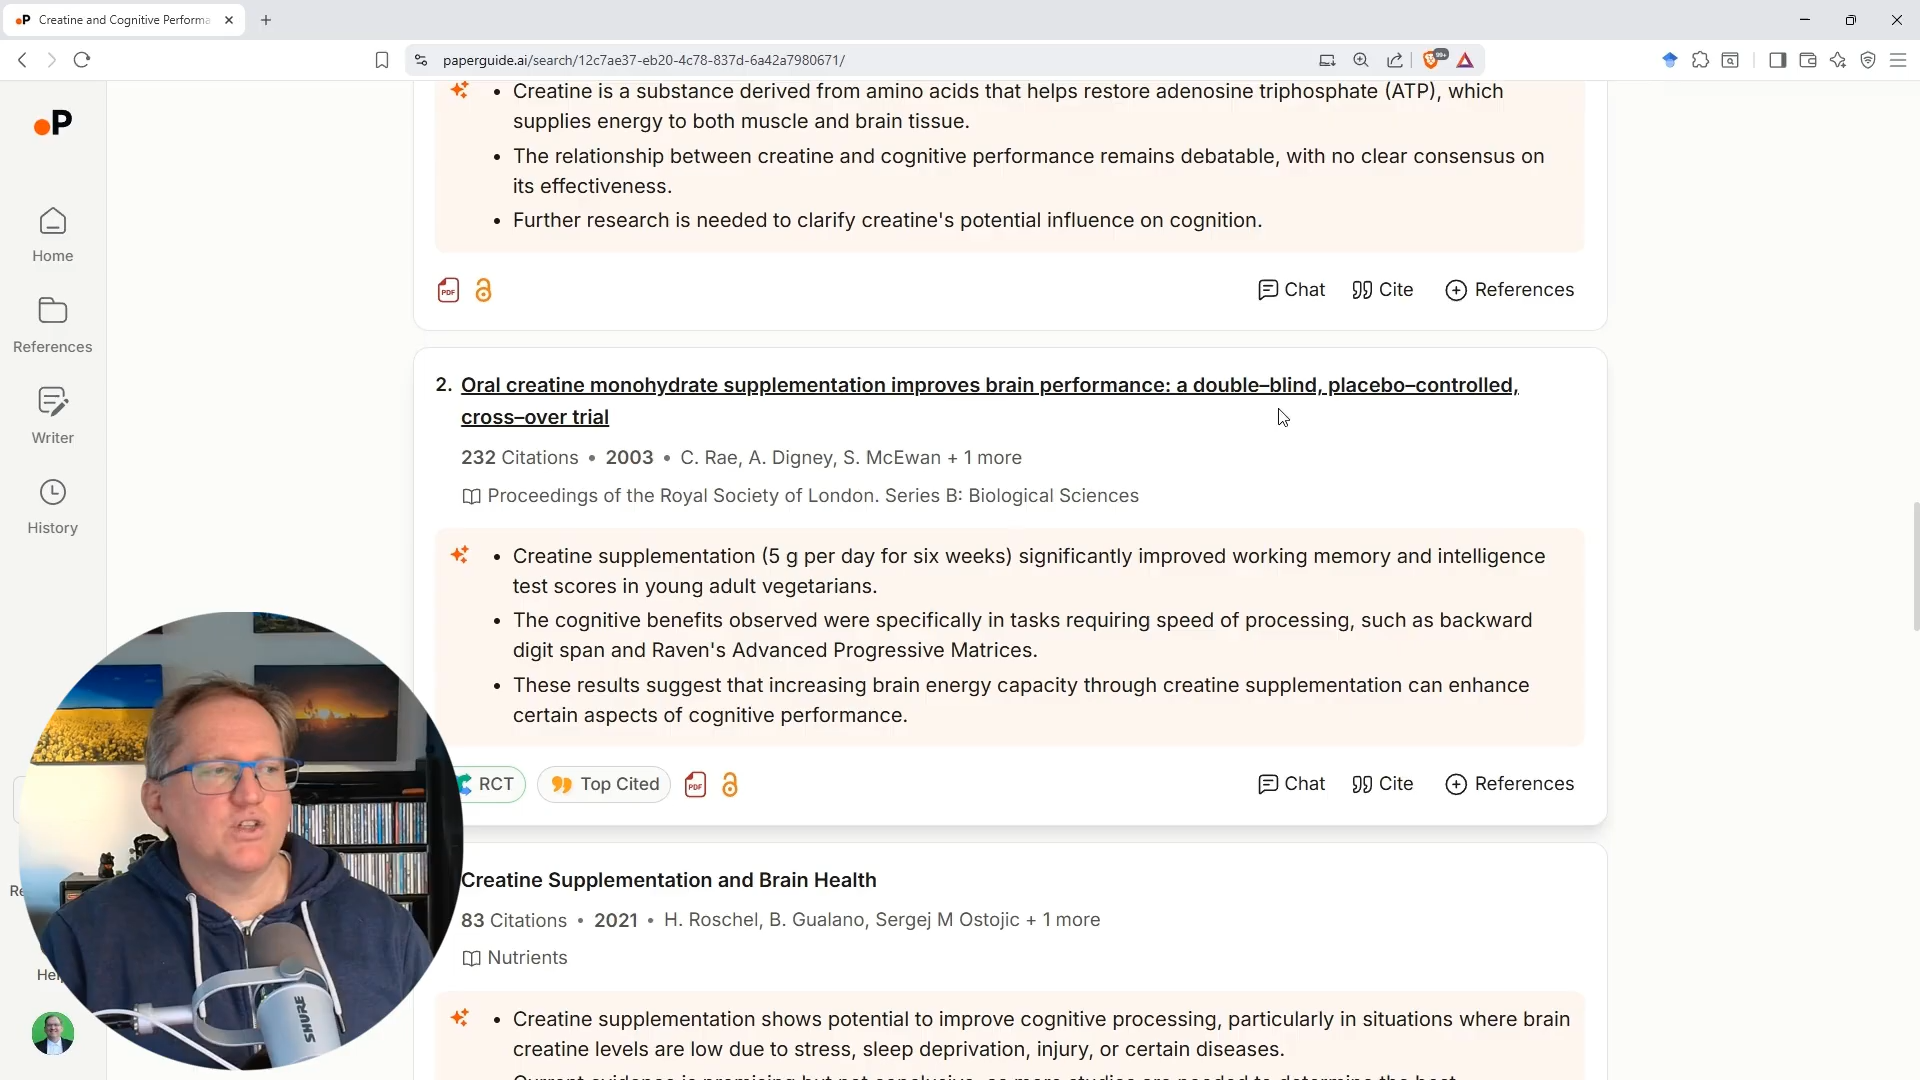 Creatine and Cognitive Performa
paperguide.ai/search/12c7ae37-eb20-4c78-837d-6a42a7980671/
99+
P
Home
References
Writer
History
• Creatine is a substance derived from amino acids that helps restore adenosine triphosphate (ATP), which
supplies energy to both muscle and brain tissue.
• The relationship between creatine and cognitive performance remains debatable, with no clear consensus on
its effectiveness.
• Further research is needed to clarify creatine's potential influence on cognition.
PDF
Chat Cite References
2. Oral creatine monohydrate supplementation improves brain performance: a double–blind, placebo–controlled,
cross–over trial
232 Citations • 2003 • C. Rae, A. Digney, S. McEwan + 1 more
Proceedings of the Royal Society of London. Series B: Biological Sciences
• Creatine supplementation (5 g per day for six weeks) significantly improved working memory and intelligence
test scores in young adult vegetarians.
• The cognitive benefits observed were specifically in tasks requiring speed of processing, such as backward
digit span and Raven's Advanced Progressive Matrices.
• These results suggest that increasing brain energy capacity through creatine supplementation can enhance
certain aspects of cognitive performance.
RCT Top Cited PDF
Chat Cite References
Creatine Supplementation and Brain Health
83 Citations • 2021 • H. Roschel, B. Gualano, Sergej M Ostojic + 1 more
Nutrients
• Creatine supplementation shows potential to improve cognitive processing, particularly in situations where brain
creatine levels are low due to stress, sleep deprivation, injury, or certain diseases.
SHURE